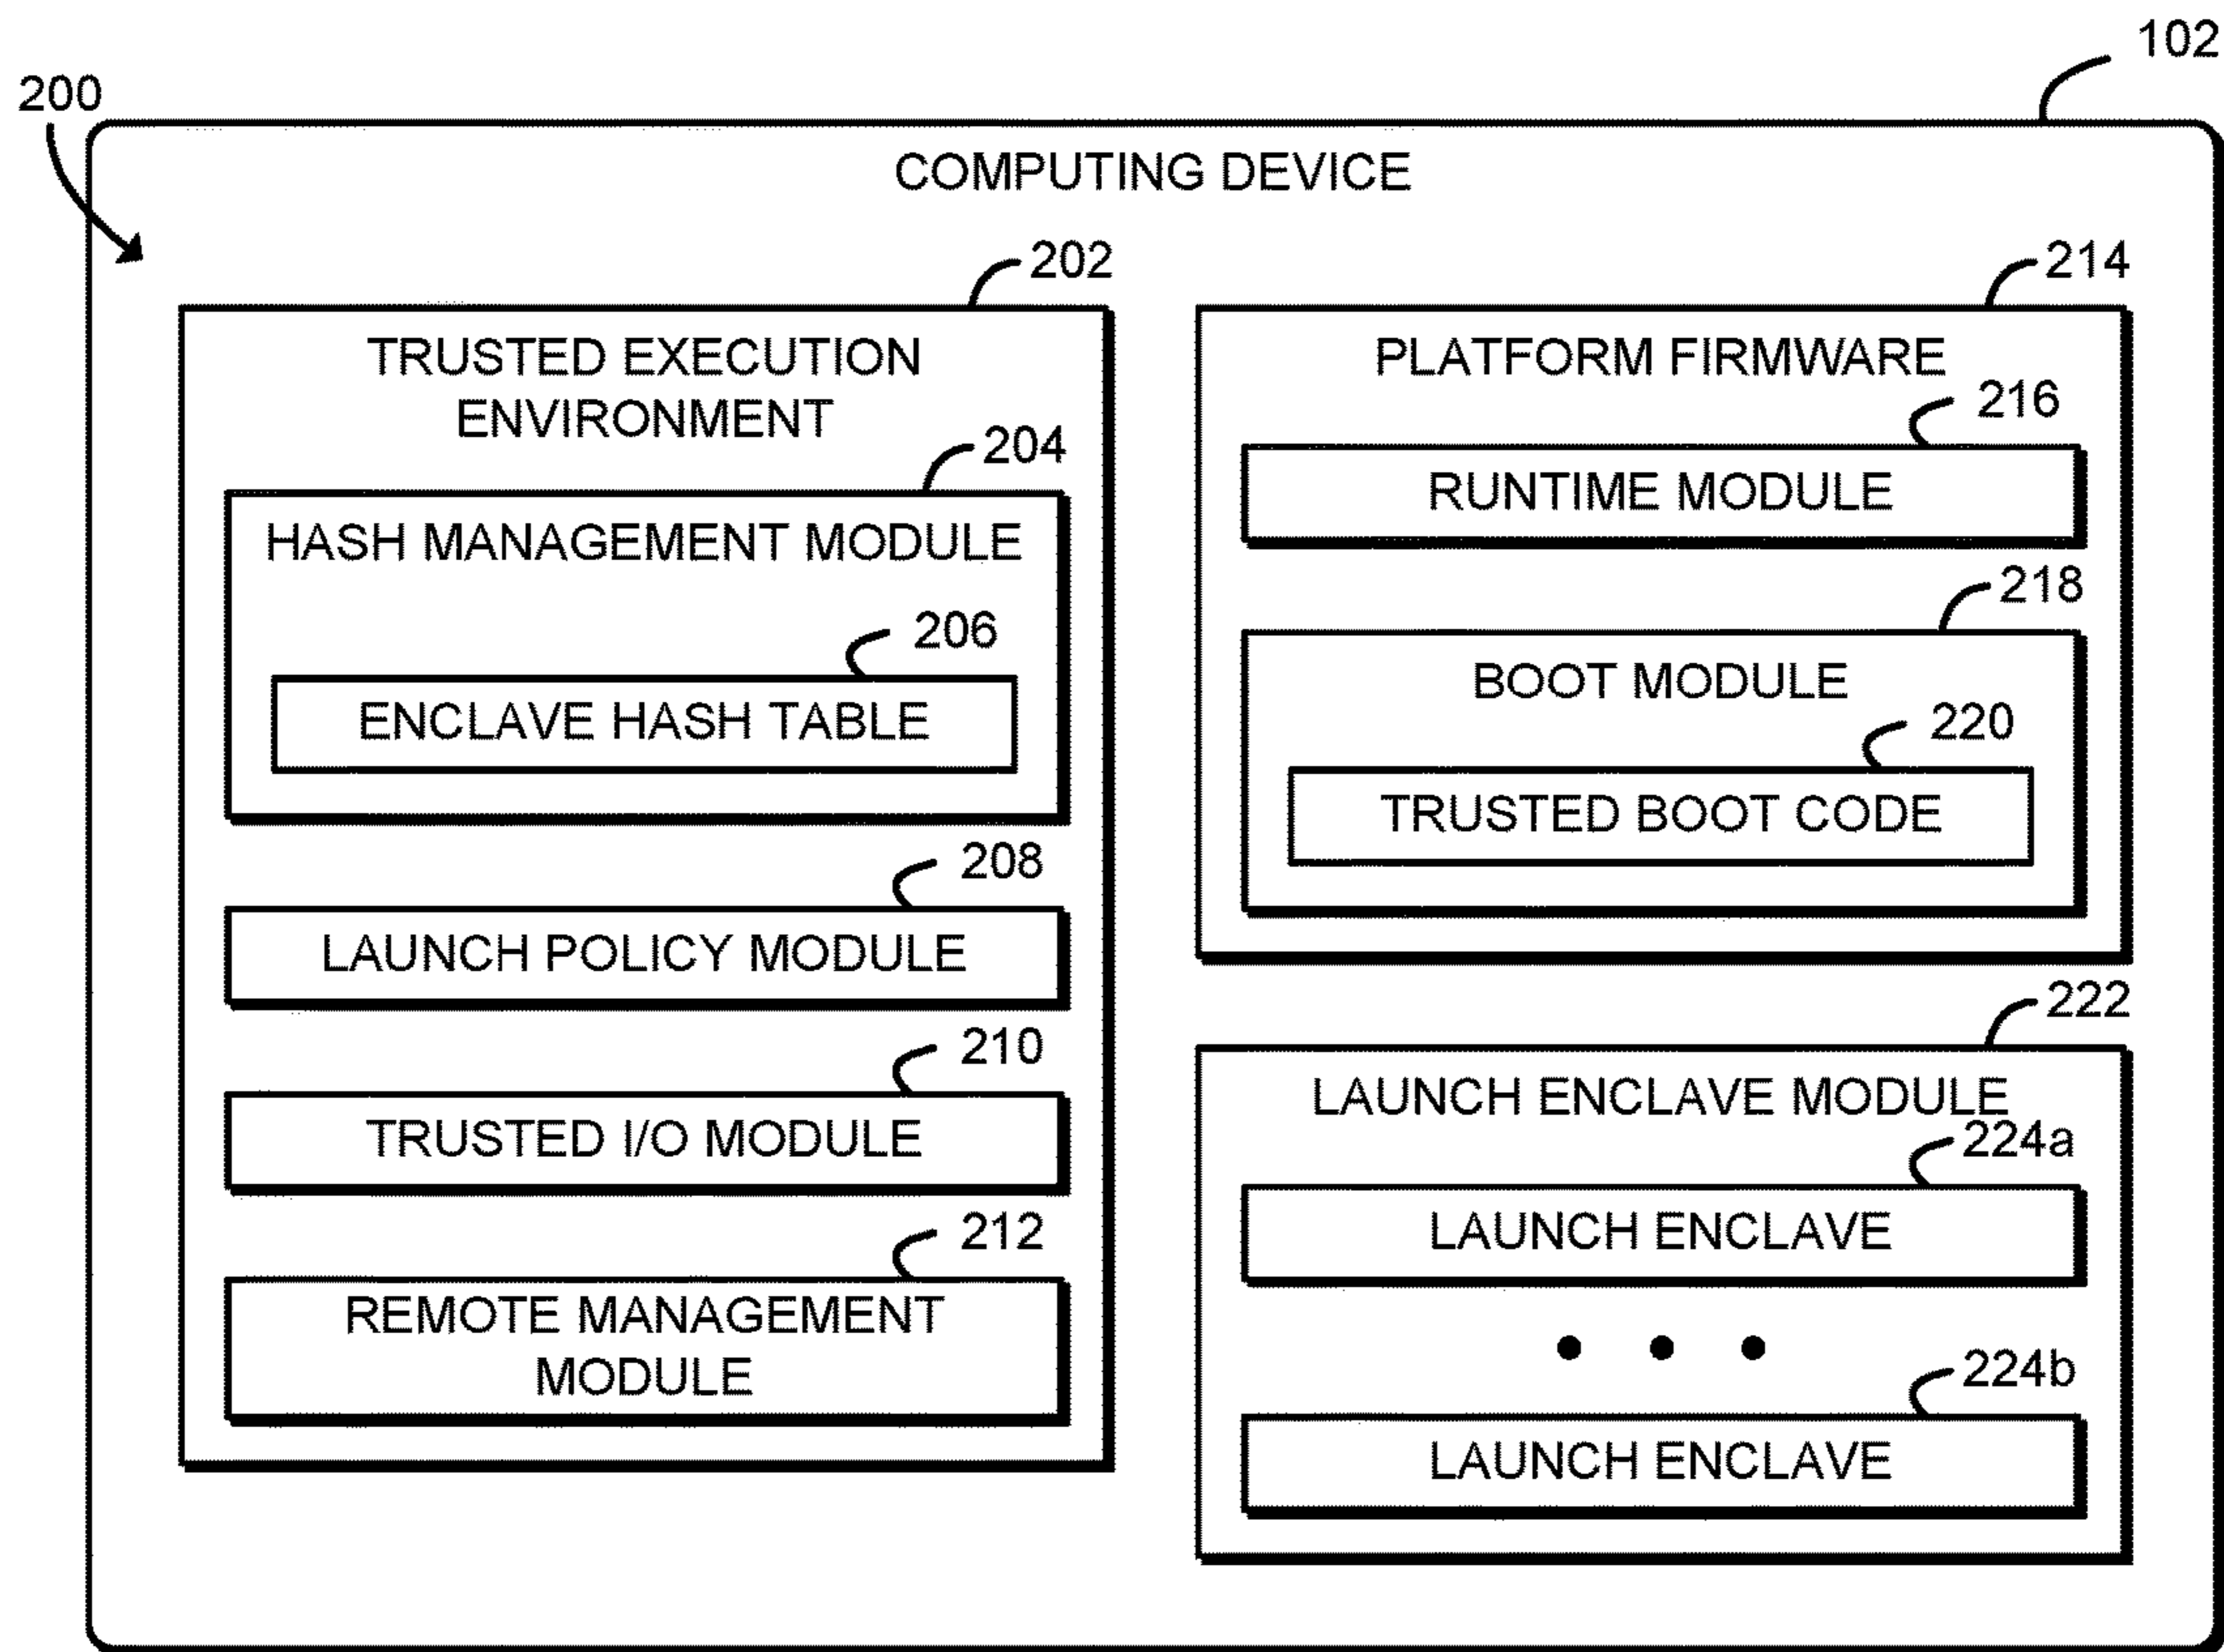 102
200
COMPUTING DEVICE
202
TRUSTED EXECUTION
ENVIRONMENT
204
HASH MANAGEMENT MODULE
206
ENCLAVE HASH TABLE
208
LAUNCH POLICY MODULE
210
TRUSTED I/O MODULE
212
REMOTE MANAGEMENT
MODULE
214
PLATFORM FIRMWARE
216
RUNTIME MODULE
218
BOOT MODULE
220
TRUSTED BOOT CODE
222
LAUNCH ENCLAVE MODULE
224a
LAUNCH ENCLAVE
• • •
224b
LAUNCH ENCLAVE